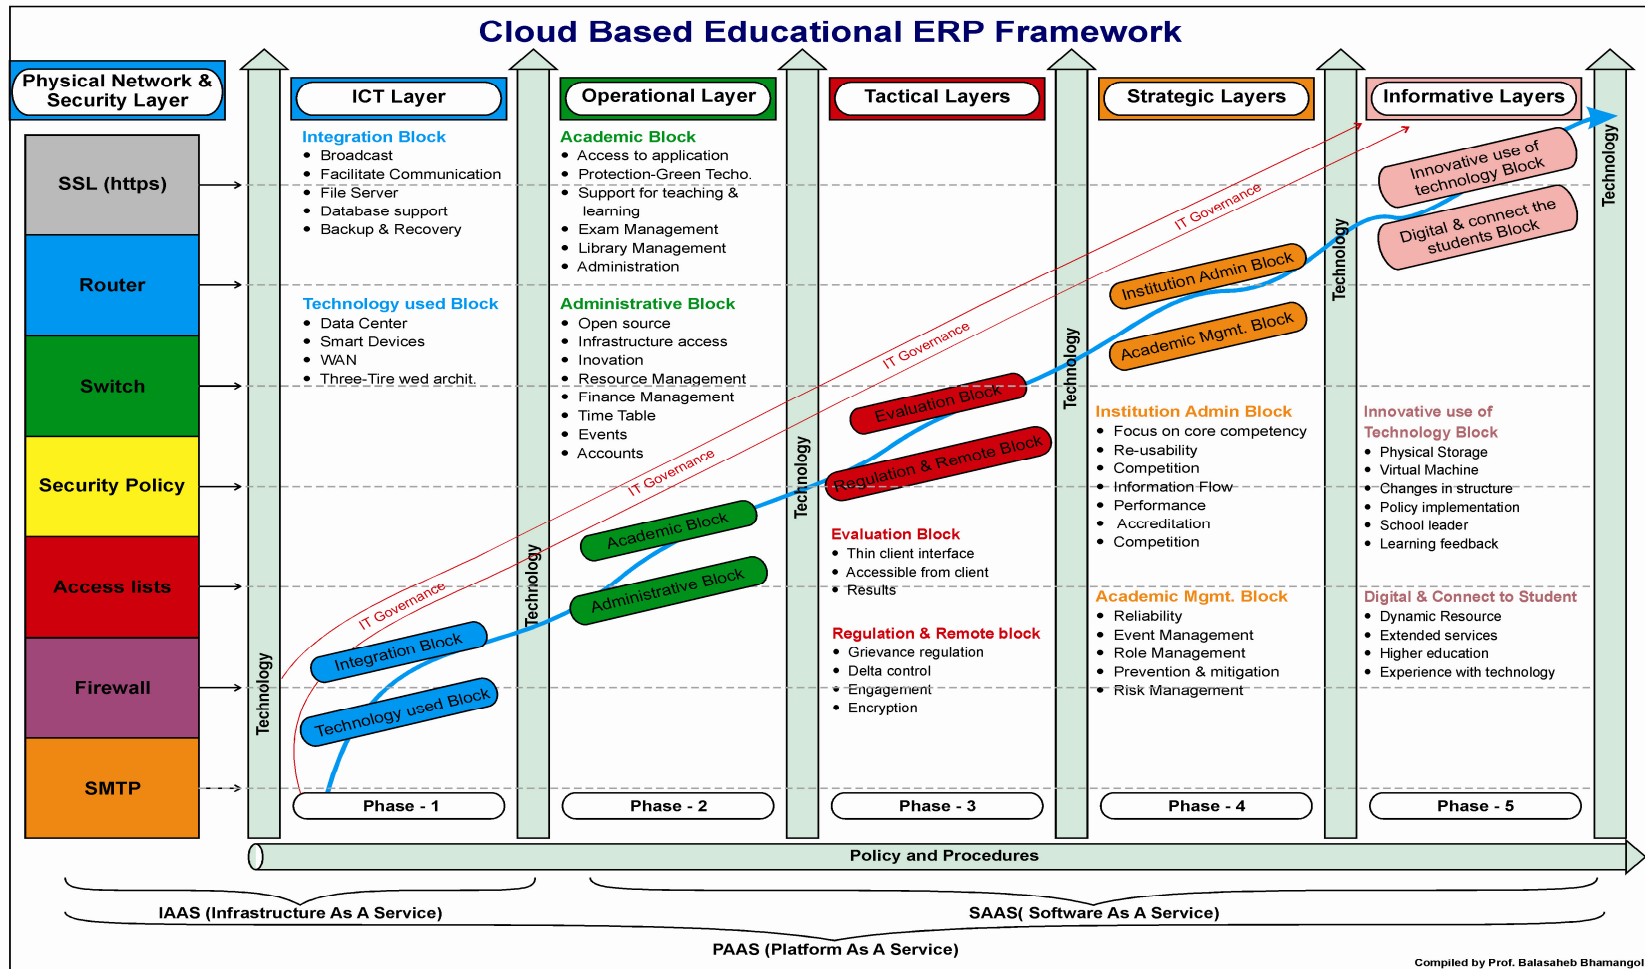 Cloud Based Educational ERP Framework
Physical Network &
Security Layer
SSL (https)
Router
Switch
Security Policy
Access lists
Firewall
SMTP
Technology
ICT Layer
Integration Block
Broadcast
Facilitate Communication
File Server
Database support
Backup & Recovery
Technology used Block
Data Center
Smart Devices
WAN
Three-Tire wed archit.
IT Governance
Integration Block
Technology used Block
Phase - 1
Technology
Operational Layer
Academic Block
Access to application
Protection-Green Techo.
Support for teaching &
learning
Exam Management
Library Management
Administration
Administrative Block
Open source
Infrastructure access
Inovation
Resource Management
Finance Management
Time Table
Events
Accounts
IT Governance
Academic Block
Administrative Block
Phase - 2
Technology
Tactical Layers
IT Governance
Evaluation Block
Regulation & Remote Block
Evaluation Block
Thin client interface
Accessible from client
Results
Regulation & Remote block
Grievance regulation
Delta control
Engagement
Encryption
Phase - 3
Technology
Strategic Layers
IT Governance
Institution Admin Block
Academic Mgmt. Block
Institution Admin Block
Focus on core competency
Re-usability
Competition
Information Flow
Performance
Accreditation
Competition
Academic Mgmt. Block
Reliability
Event Management
Role Management
Prevention & mitigation
Risk Management
Phase - 4
Technology
Informative Layers
Innovative use of
technology Block
Digital & connect the
students Block
Innovative use of
Technology Block
Physical Storage
Virtual Machine
Changes in structure
Policy implementation
School leader
Learning feedback
Digital & Connect to Student
Dynamic Resource
Extended services
Higher education
Experience with technology
Phase - 5
Technology
Policy and Procedures
IAAS (Infrastructure As A Service)
SAAS( Software As A Service)
PAAS (Platform As A Service)
Compiled by Prof. Balasaheb Bhamangol